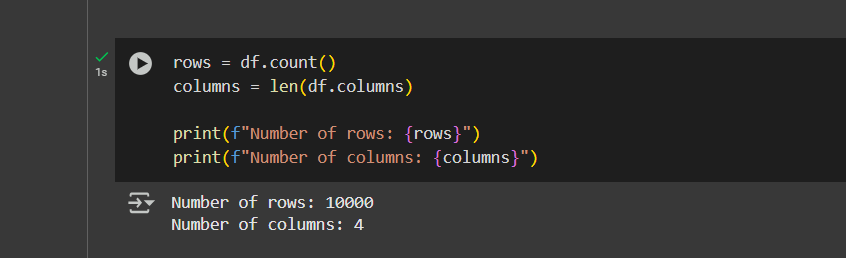 rows = df.count()
1s
columns = len(df.columns)
print(f"Number of rows: {rows}")
print(f"Number of columns: {columns}")
Number of rows: 10000
Number of columns: 4